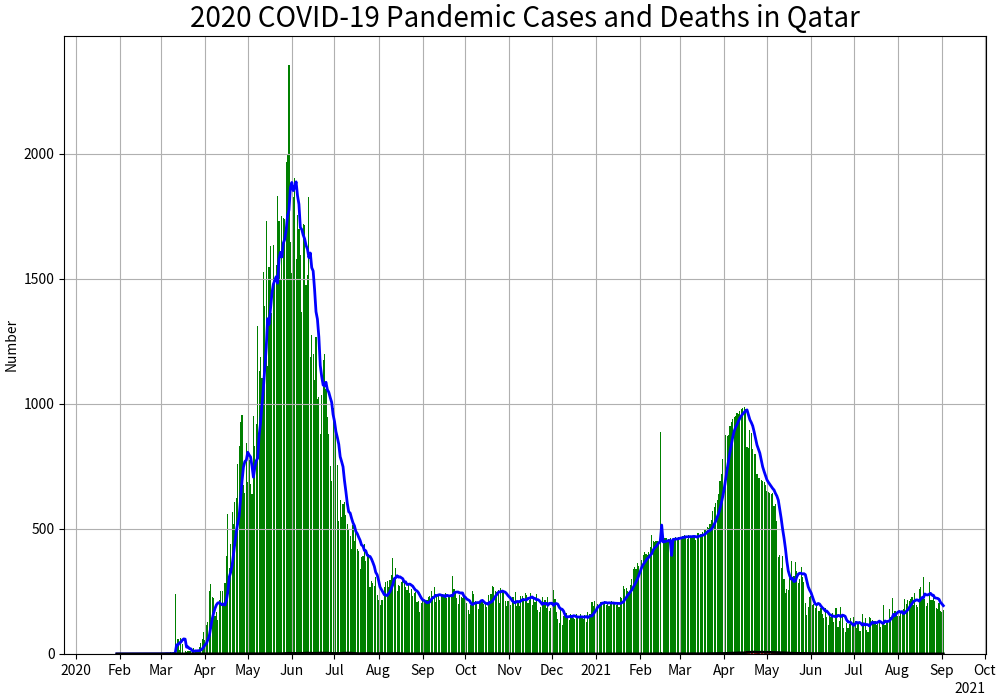 2020 COVID-19 Pandemic Cases and Deaths in Qatar
Number
2000
1500
1000
500
0
2020 Feb Mar Apr May Jun Jul Aug Sep Oct Nov Dec 2021 Feb Mar Apr May Jun Jul Aug Sep Oct
2021